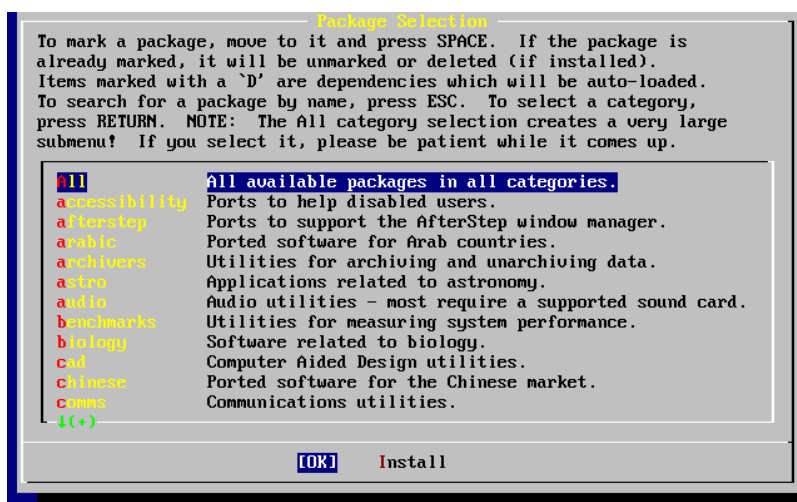 Package Selection
To mark a package, move to it and press SPACE.  If the package is
already marked, it will be unmarked or deleted (if installed).
Items marked with a `D' are dependencies which will be auto-loaded.
To search for a package by name, press ESC.  To select a category,
press RETURN.  NOTE:  The All category selection creates a very large
submenu!  If you select it, please be patient while it comes up.
All All available packages in all categories.
accessibility Ports to help disabled users.
afterstep Ports to support the AfterStep window manager.
arabic Ported software for Arab countries.
archivers Utilities for archiving and unarchiving data.
astro Applications related to astronomy.
audio Audio utilities - most require a supported sound card.
benchmarks Utilities for measuring system performance.
biology Software related to biology.
cad Computer Aided Design utilities.
chinese Ported software for the Chinese market.
comms Communications utilities.
↓(+)
[OK] Install